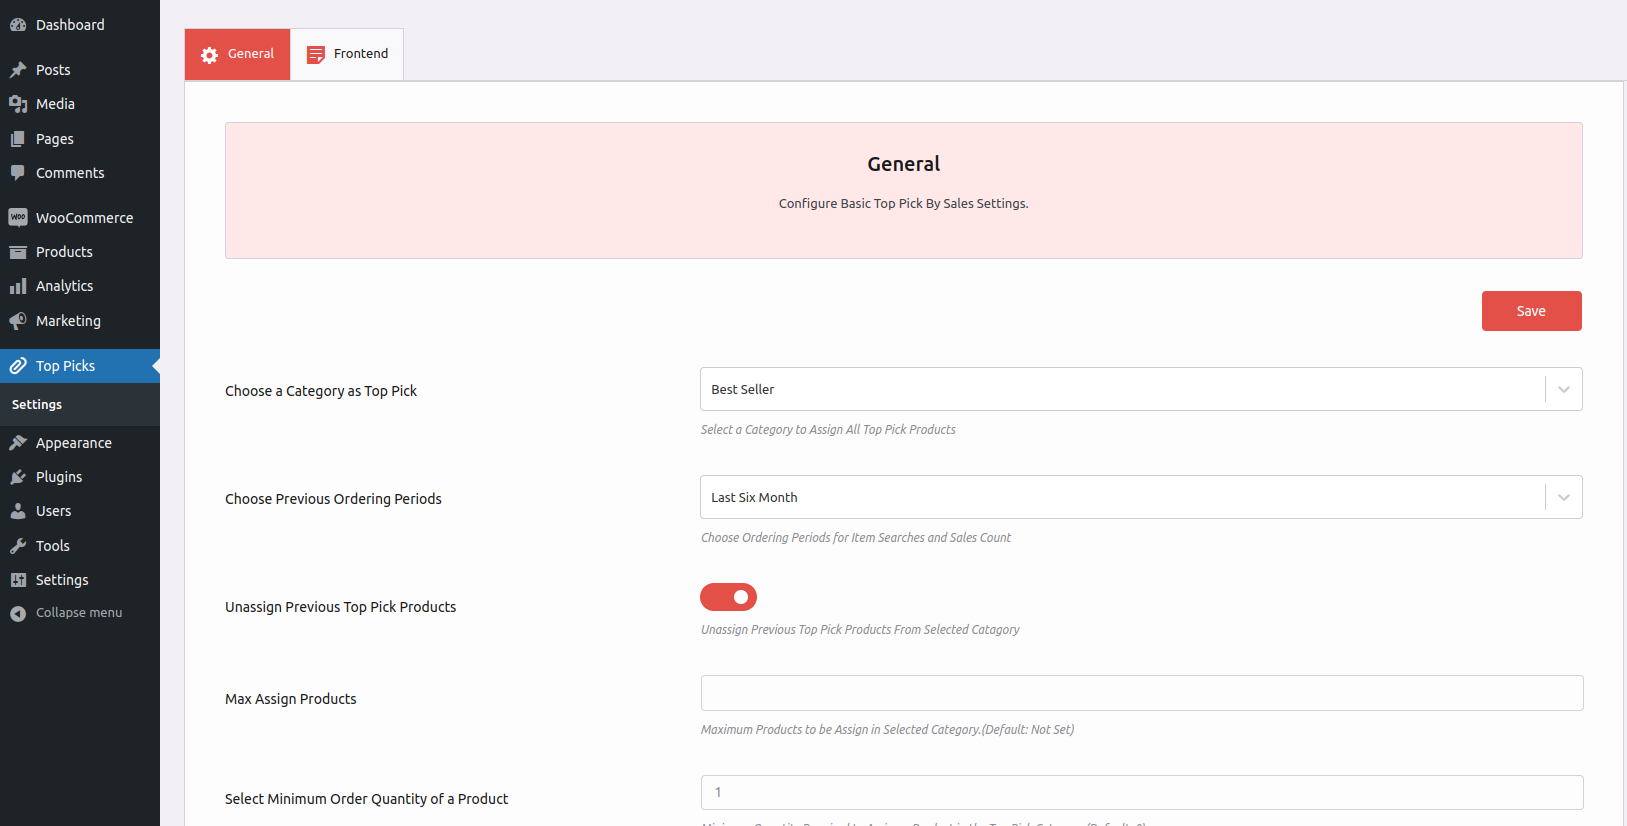 Dashboard
Posts
Media
Pages
Comments
WooCommerce
Products
Analytics
Marketing
Top Picks
Settings
Appearance
Plugins
Users
Tools
Settings
Collapse menu
General
Frontend
General
Configure Basic Top Pick By Sales Settings.
Save
Choose a Category as Top Pick
Best Seller
Select a Category to Assign All Top Pick Products
Choose Previous Ordering Periods
Last Six Month
Choose Ordering Periods for Item Searches and Sales Count
Unassign Previous Top Pick Products
Unassign Previous Top Pick Products From Selected Catagory
Max Assign Products
Maximum Products to be Assign in Selected Category.(Default: Not Set)
Select Minimum Order Quantity of a Product
1